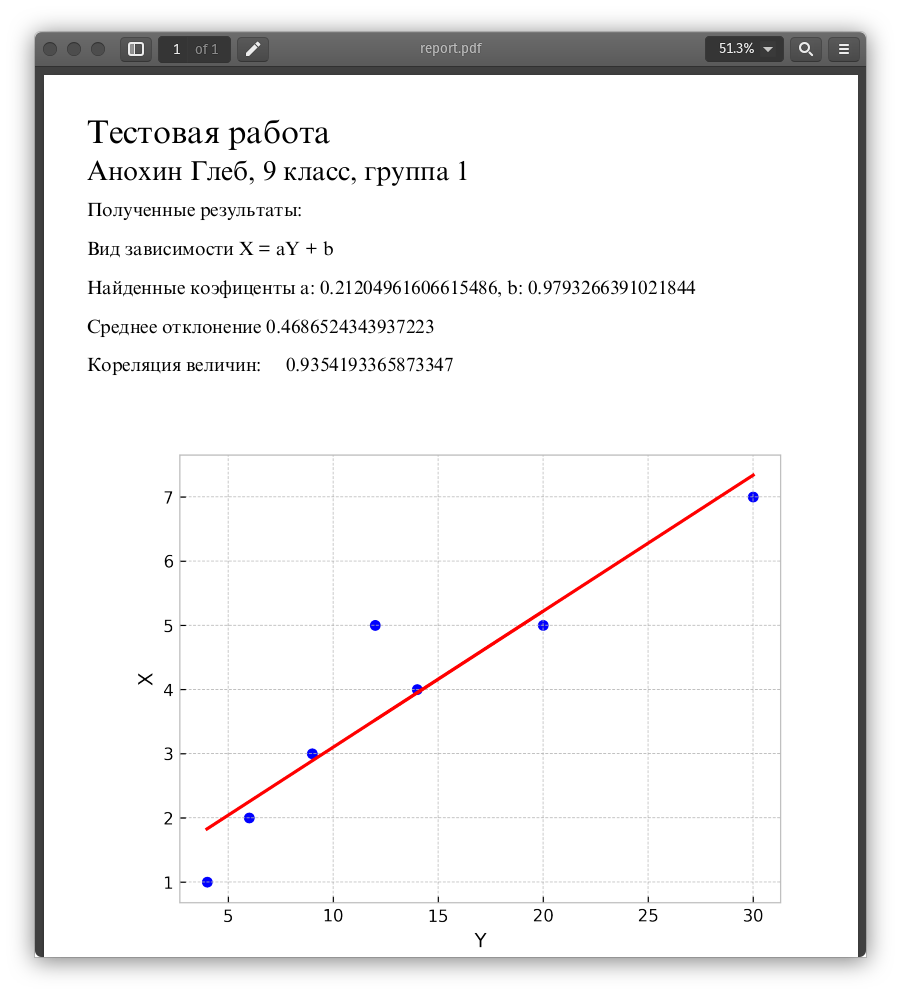 1 of 1
report.pdf
51.3%
Тестовая работа
Анохин Глеб, 9 класс, группа 1
Полученные результаты:
Вид зависимости X = aY + b
Найденные коэфиценты a: 0.21204961606615486, b: 0.9793266391021844
Среднее отклонение 0.4686524343937223
Кореляция величин: 0.9354193365873347
7
6
5
4
3
2
1
X
5 10 15 20 25 30
Y